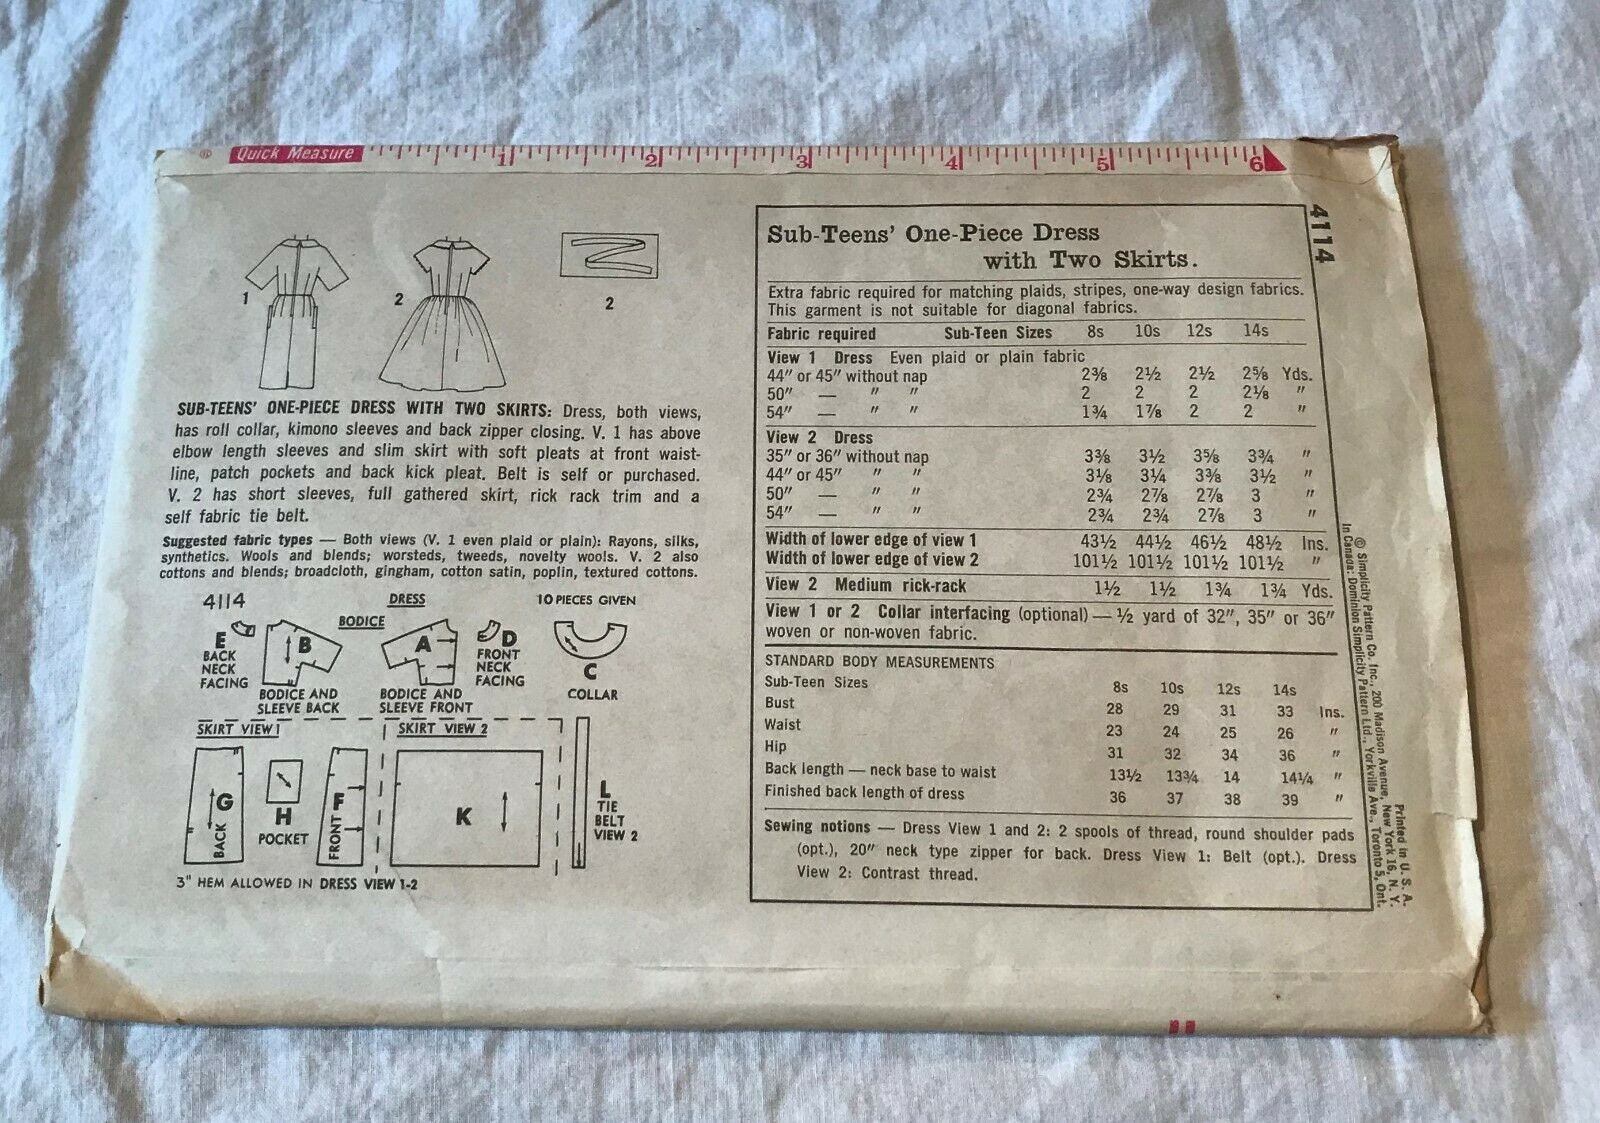 ® Quick Measure 1 2 3 4 5 6
1
2
2
SUB-TEENS' ONE-PIECE DRESS WITH TWO SKIRTS: Dress, both views,
has roll collar, kimono sleeves and back zipper closing. V. 1 has above
elbow length sleeves and slim skirt with soft pleats at front waist-
line, patch pockets and back kick pleat. Belt is self or purchased.
V. 2 has short sleeves, full gathered skirt, rick rack trim and a
self fabric tie belt.
Suggested fabric types — Both views (V. 1 even plaid or plain): Rayons, silks,
synthetics. Wools and blends; worsteds, tweeds, novelty wools. V. 2 also
cottons and blends; broadcloth, gingham, cotton satin, poplin, textured cottons.
4114 DRESS 10 PIECES GIVEN
BODICE
E
BACK
NECK
FACING
B
BODICE AND
SLEEVE BACK
A
BODICE AND
SLEEVE FRONT
D
FRONT
NECK
FACING
C
COLLAR
SKIRT VIEW 1
SKIRT VIEW 2
G
BACK
H
POCKET
F
FRONT
K
L
TIE
BELT
VIEW 2
3" HEM ALLOWED IN DRESS VIEW 1-2
Sub-Teens' One-Piece Dress
with Two Skirts.
Extra fabric required for matching plaids, stripes, one-way design fabrics.
This garment is not suitable for diagonal fabrics.
Fabric required Sub-Teen Sizes 8s 10s 12s 14s
View 1 Dress Even plaid or plain fabric
44" or 45" without nap 2⅜ 2½ 2½ 2⅝ Yds.
50" — " " 2 2 2 2⅛ "
54" — " " 1¾ 1⅞ 2 2 "
View 2 Dress
35" or 36" without nap 3⅜ 3½ 3⅝ 3¾ "
44" or 45" " " 3⅛ 3¼ 3⅜ 3½ "
50" — " " 2¾ 2⅞ 2⅞ 3 "
54" — " " 2¾ 2¾ 2⅞ 3 "
Width of lower edge of view 1 43½ 44½ 46½ 48½ Ins.
Width of lower edge of view 2 101½ 101½ 101½ 101½ "
View 2 Medium rick-rack 1½ 1½ 1¾ 1¾ Yds.
View 1 or 2 Collar interfacing (optional) — ½ yard of 32", 35" or 36"
woven or non-woven fabric.
STANDARD BODY MEASUREMENTS
Sub-Teen Sizes 8s 10s 12s 14s
Bust 28 29 31 33 Ins.
Waist 23 24 25 26 "
Hip 31 32 34 36 "
Back length — neck base to waist 13½ 13¾ 14 14¼ "
Finished back length of dress 36 37 38 39 "
Sewing notions — Dress View 1 and 2: 2 spools of thread, round shoulder pads
(opt.), 20" neck type zipper for back. Dress View 1: Belt (opt.). Dress
View 2: Contrast thread.
4114
Printed in U. S. A.
© Simplicity Pattern Co. Inc., 200 Madison Avenue, New York 16, N. Y.
In Canada: Dominion Simplicity Pattern Ltd., Yorkville Ave., Toronto 5, Ont.